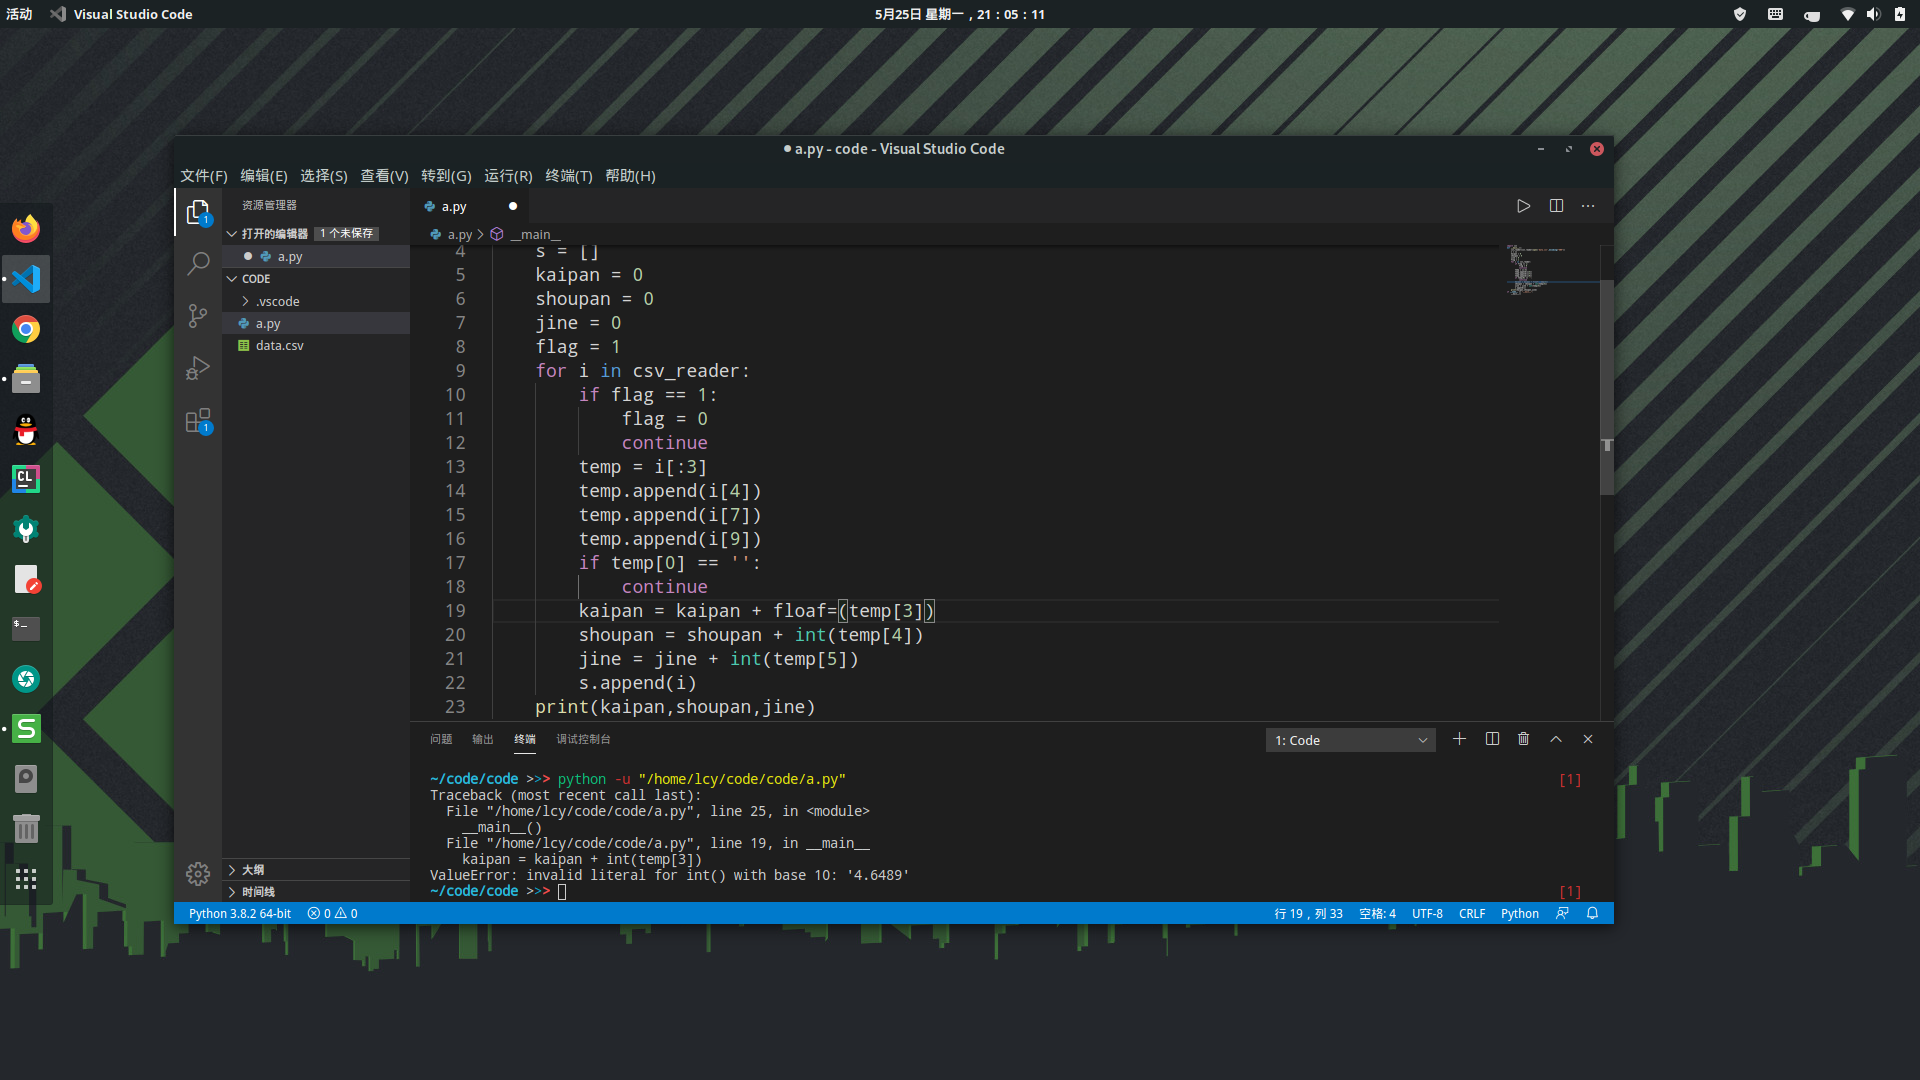 活动 Visual Studio Code 5月25日 星期一，21：05：11
● a.py - code - Visual Studio Code
文件(F) 编辑(E) 选择(S) 查看(V) 转到(G) 运行(R) 终端(T) 帮助(H)
资源管理器
打开的编辑器 1 个未保存
a.py
CODE
.vscode
a.py
data.csv
大纲
时间线
1
1
a.py
a.py > __main__
4 s = []
5 kaipan = 0
6 shoupan = 0
7 jine = 0
8 flag = 1
9 for i in csv_reader:
10 if flag == 1:
11 flag = 0
12 continue
13 temp = i[:3]
14 temp.append(i[4])
15 temp.append(i[7])
16 temp.append(i[9])
17 if temp[0] == '':
18 continue
19 kaipan = kaipan + floaf=(temp[3])
20 shoupan = shoupan + int(temp[4])
21 jine = jine + int(temp[5])
22 s.append(i)
23 print(kaipan,shoupan,jine)
问题 输出 终端 调试控制台 1: Code
~/code/code >>> python -u "/home/lcy/code/code/a.py" [1]
Traceback (most recent call last):
File "/home/lcy/code/code/a.py", line 25, in <module>
__main__()
File "/home/lcy/code/code/a.py", line 19, in __main__
kaipan = kaipan + int(temp[3])
ValueError: invalid literal for int() with base 10: '4.6489'
~/code/code >>> [1]
Python 3.8.2 64-bit 0 0 行 19，列 33 空格: 4 UTF-8 CRLF Python
CL
S